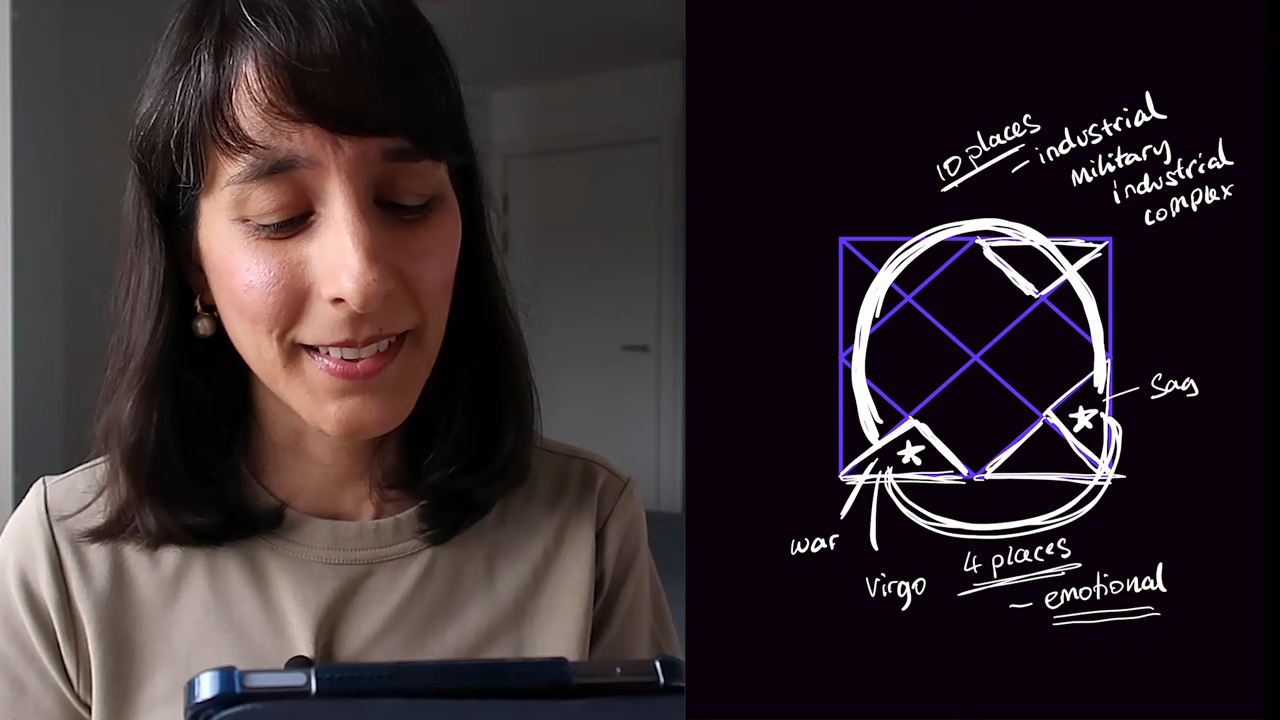 10 places
- industrial
military
industrial
complex
Sag
war
Virgo
4 places
- emotional